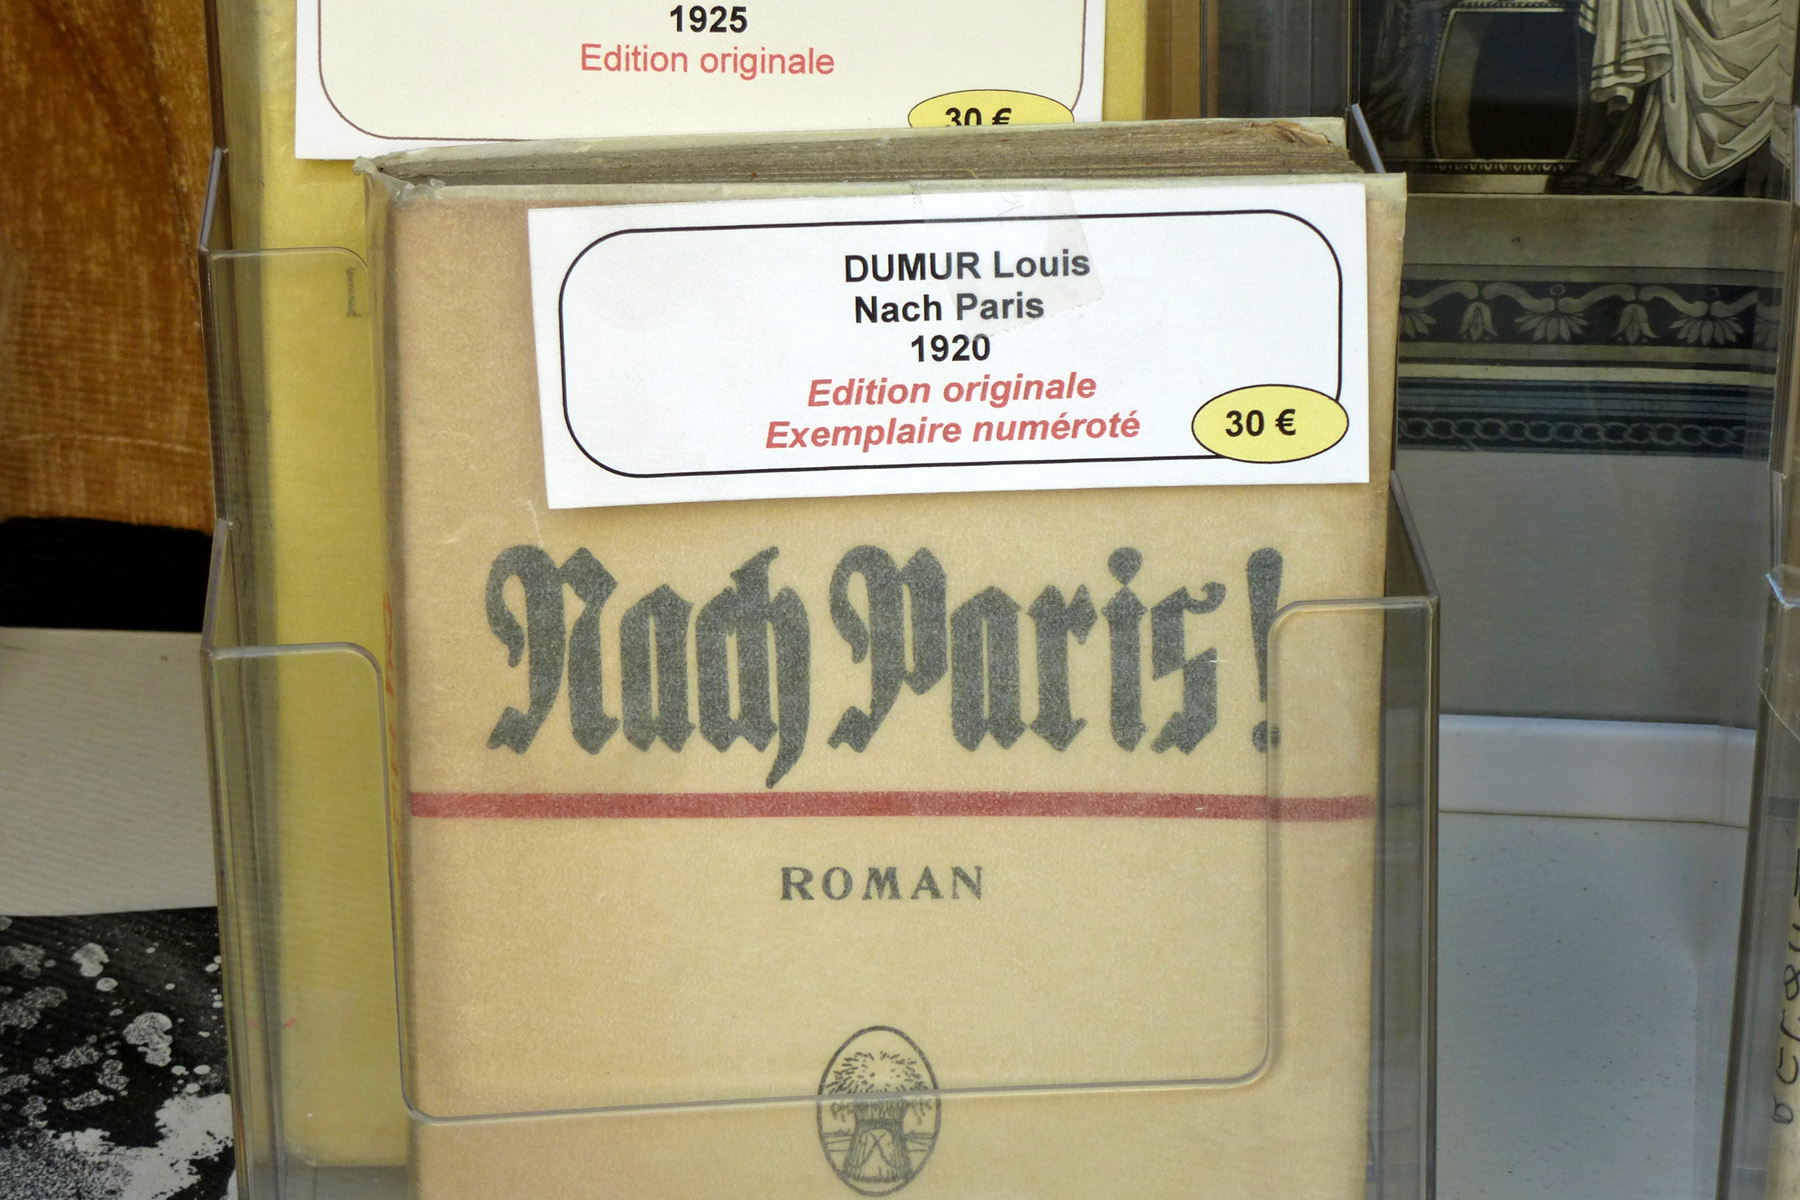 1925
Edition originale
30 €
DUMUR Louis
Nach Paris
1920
Edition originale
Exemplaire numéroté
30 €
Nach Paris!
ROMAN